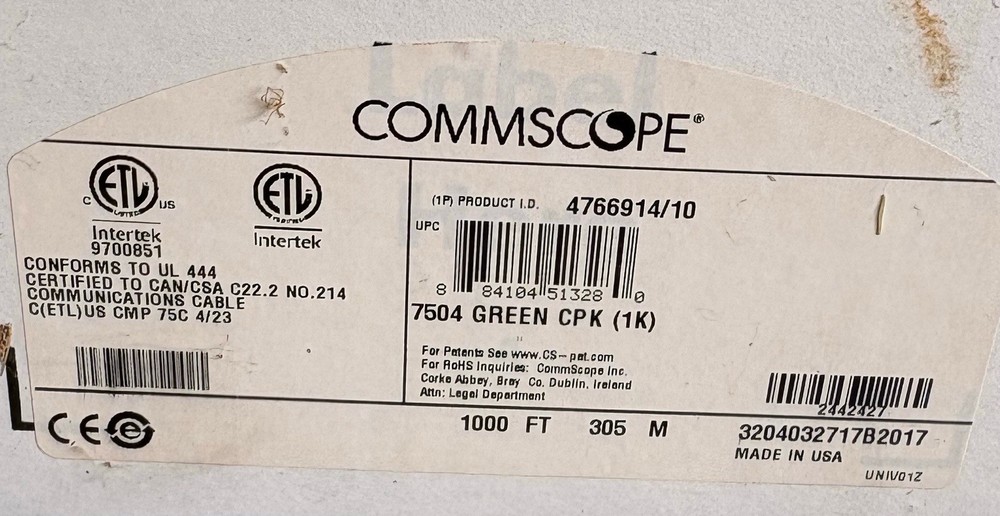 COMMSCOPE®
ETL
C US
LISTED
Intertek
9700851
ETL
Intertek
CONFORMS TO UL 444
CERTIFIED TO CAN/CSA C22.2 NO.214
COMMUNICATIONS CABLE
C(ETL)US CMP 75C 4/23
(1P) PRODUCT I.D. 4766914/10
UPC
8 84104 51328 0
7504 GREEN CPK (1K)
For Patents See www.CS-pat.com
For RoHS Inquiries: CommScope Inc.
Corke Abbey, Bray Co. Dublin, Ireland
Attn: Legal Department
2442427
CE e
1000 FT 305 M
3204032717B2017
MADE IN USA
UNIV01Z